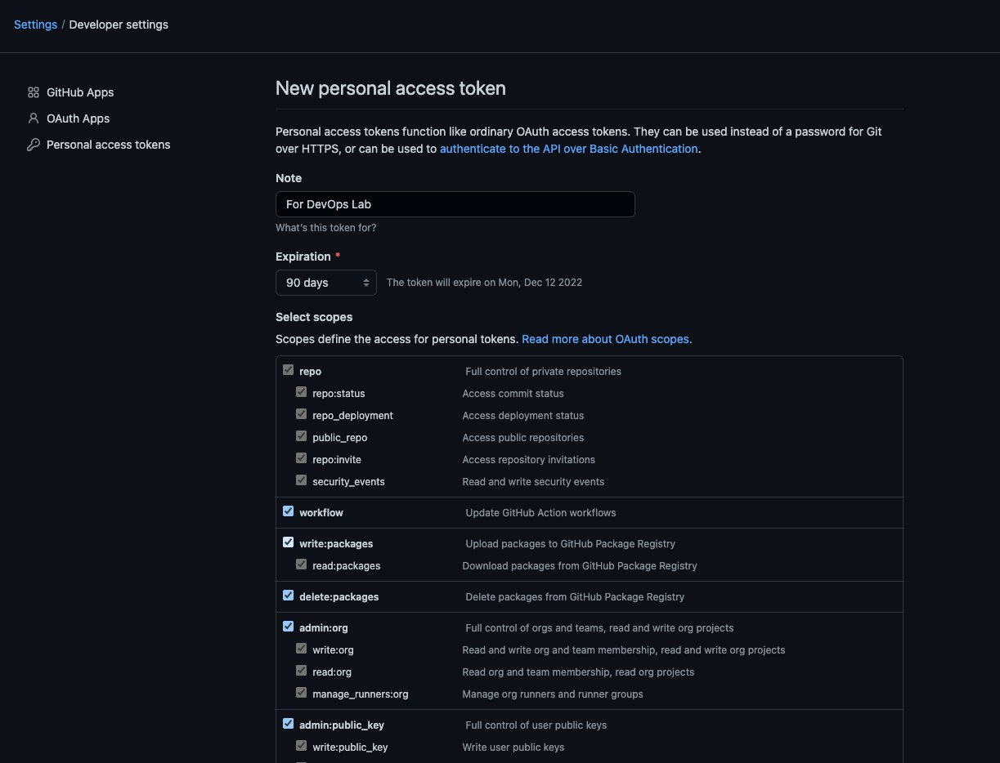 Settings / Developer settings
GitHub Apps
OAuth Apps
Personal access tokens
New personal access token
Personal access tokens function like ordinary OAuth access tokens. They can be used instead of a password for Git
over HTTPS, or can be used to authenticate to the API over Basic Authentication.
Note
For DevOps Lab
What's this token for?
Expiration *
90 days The token will expire on Mon, Dec 12 2022
Select scopes
Scopes define the access for personal tokens. Read more about OAuth scopes.
repo Full control of private repositories
repo:status Access commit status
repo_deployment Access deployment status
public_repo Access public repositories
repo:invite Access repository invitations
security_events Read and write security events
workflow Update GitHub Action workflows
write:packages Upload packages to GitHub Package Registry
read:packages Download packages from GitHub Package Registry
delete:packages Delete packages from GitHub Package Registry
admin:org Full control of orgs and teams, read and write org projects
write:org Read and write org and team membership, read and write org projects
read:org Read org and team membership, read org projects
manage_runners:org Manage org runners and runner groups
admin:public_key Full control of user public keys
write:public_key Write user public keys